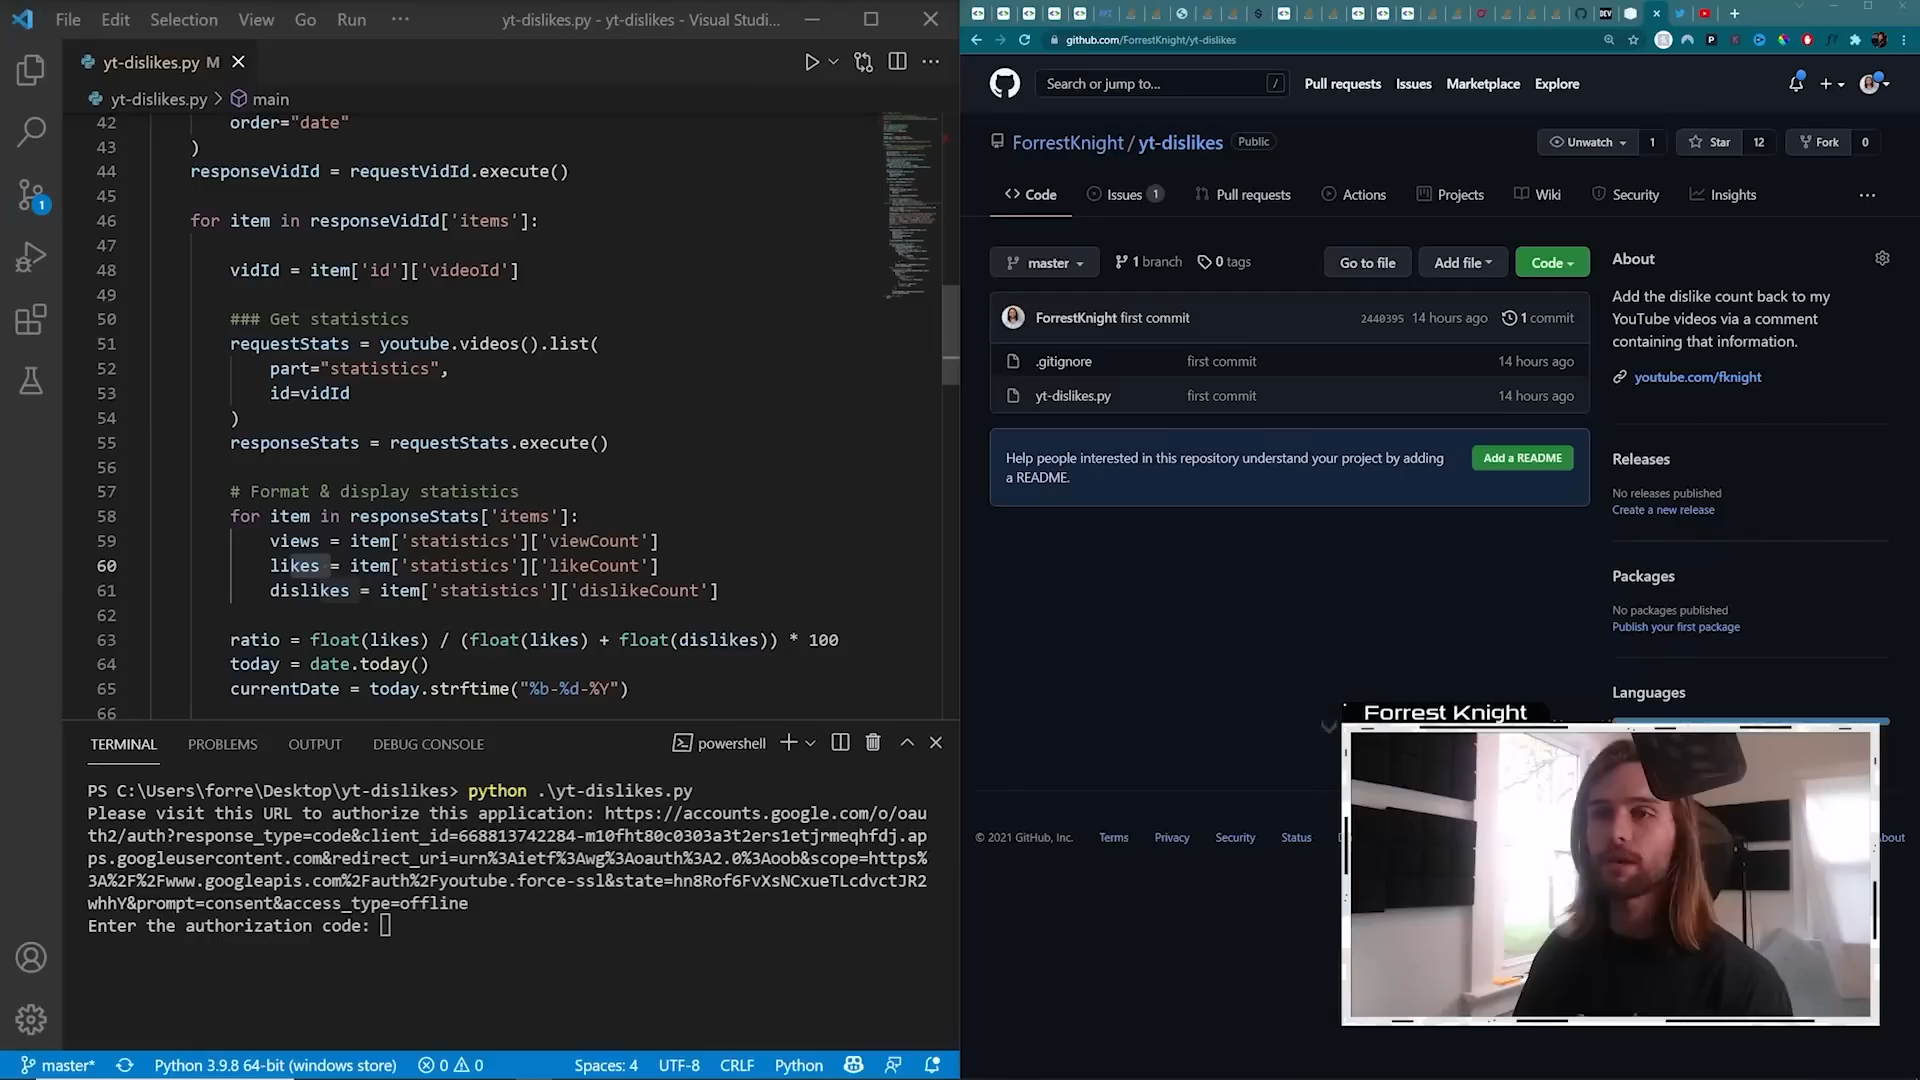 File Edit Selection View Go Run ··· yt-dislikes.py - yt-dislikes - Visual Studi...
yt-dislikes.py M
yt-dislikes.py > main
42 order="date"
43 )
44 responseVidId = requestVidId.execute()
45
46 for item in responseVidId['items']:
47
48 vidId = item['id']['videoId']
49
50 ### Get statistics
51 requestStats = youtube.videos().list(
52 part="statistics",
53 id=vidId
54 )
55 responseStats = requestStats.execute()
56
57 # Format & display statistics
58 for item in responseStats['items']:
59 views = item['statistics']['viewCount']
60 likes = item['statistics']['likeCount']
61 dislikes = item['statistics']['dislikeCount']
62
63 ratio = float(likes) / (float(likes) + float(dislikes)) * 100
64 today = date.today()
65 currentDate = today.strftime("%b-%d-%Y")
66
1
TERMINAL PROBLEMS OUTPUT DEBUG CONSOLE powershell
PS C:\Users\forre\Desktop\yt-dislikes> python .\yt-dislikes.py
Please visit this URL to authorize this application: https://accounts.google.com/o/oau
th2/auth?response_type=code&client_id=668813742284-m10fht80c0303a3t2ers1etjrmeqhfdj.ap
ps.googleusercontent.com&redirect_uri=urn%3Aietf%3Awg%3Aoauth%3A2.0%3Aoob&scope=https%
3A%2F%2Fwww.googleapis.com%2Fauth%2Fyoutube.force-ssl&state=hn8Rof6FvXsNCxueTLcdvctJR2
whhY&prompt=consent&access_type=offline
Enter the authorization code:
master* Python 3.9.8 64-bit (windows store) 0 0 Spaces: 4 UTF-8 CRLF Python
github.com/ForrestKnight/yt-dislikes
Search or jump to... / Pull requests Issues Marketplace Explore
ForrestKnight / yt-dislikes Public Unwatch 1 Star 12 Fork 0
Code Issues 1 Pull requests Actions Projects Wiki Security Insights ···
master 1 branch 0 tags Go to file Add file Code
ForrestKnight first commit 2440395 14 hours ago 1 commit
.gitignore first commit 14 hours ago
yt-dislikes.py first commit 14 hours ago
Help people interested in this repository understand your project by adding
a README.
Add a README
About
Add the dislike count back to my
YouTube videos via a comment
containing that information.
youtube.com/fknight
Releases
No releases published
Create a new release
Packages
No packages published
Publish your first package
Languages
Forrest Knight
© 2021 GitHub, Inc. Terms Privacy Security Status